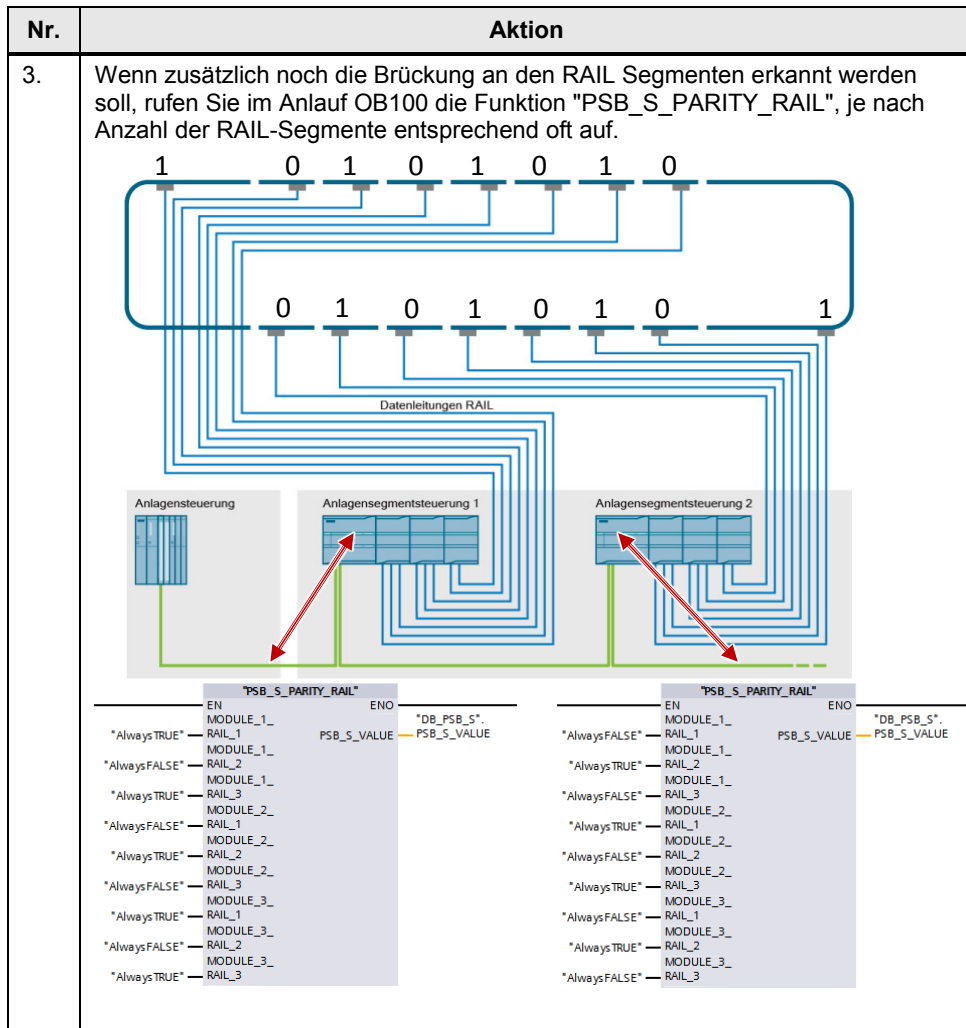 Nr. Aktion
3. Wenn zusätzlich noch die Brückung an den RAIL Segmenten erkannt werden
soll, rufen Sie im Anlauf OB100 die Funktion "PSB_S_PARITY_RAIL", je nach
Anzahl der RAIL-Segmente entsprechend oft auf.
1 0 1 0 1 0 1 0
0 1 0 1 0 1 0 1
Datenleitungen RAIL
Anlagensteuerung Anlagensegmentsteuerung 1 Anlagensegmentsteuerung 2
"PSB_S_PARITY_RAIL"
EN ENO
MODULE_1_ "DB_PSB_S".
"AlwaysTRUE" RAIL_1 PSB_S_VALUE PSB_S_VALUE
MODULE_1_
"AlwaysFALSE" RAIL_2
MODULE_1_
"AlwaysTRUE" RAIL_3
MODULE_2_
"AlwaysFALSE" RAIL_1
MODULE_2_
"AlwaysTRUE" RAIL_2
MODULE_2_
"AlwaysFALSE" RAIL_3
MODULE_3_
"AlwaysTRUE" RAIL_1
MODULE_3_
"AlwaysFALSE" RAIL_2
MODULE_3_
"AlwaysTRUE" RAIL_3
"PSB_S_PARITY_RAIL"
EN ENO
MODULE_1_ "DB_PSB_S".
"AlwaysFALSE" RAIL_1 PSB_S_VALUE PSB_S_VALUE
MODULE_1_
"AlwaysTRUE" RAIL_2
MODULE_1_
"AlwaysFALSE" RAIL_3
MODULE_2_
"AlwaysTRUE" RAIL_1
MODULE_2_
"AlwaysFALSE" RAIL_2
MODULE_2_
"AlwaysTRUE" RAIL_3
MODULE_3_
"AlwaysFALSE" RAIL_1
MODULE_3_
"AlwaysTRUE" RAIL_2
MODULE_3_
"AlwaysFALSE" RAIL_3